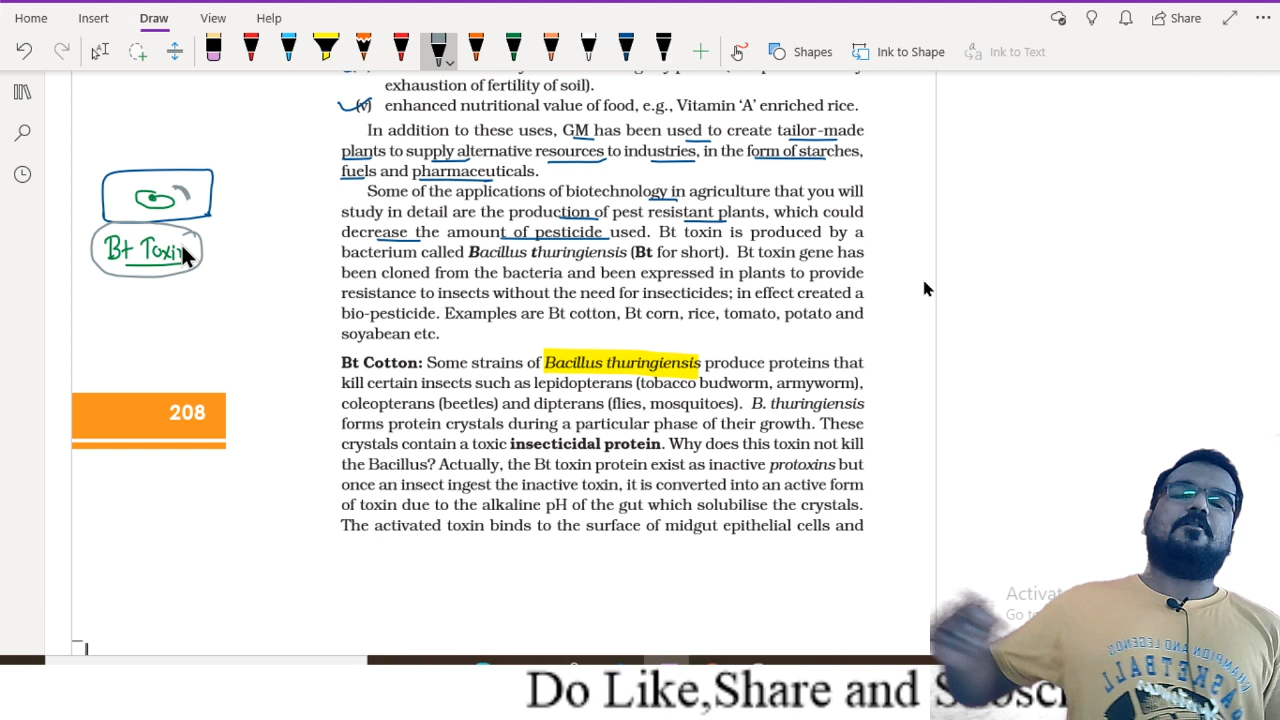 Home Insert Draw View Help Share
Shapes Ink to Shape Ink to Text
exhaustion of fertility of soil).
(v) enhanced nutritional value of food, e.g., Vitamin ‘A’ enriched rice.
In addition to these uses, GM has been used to create tailor-made
plants to supply alternative resources to industries, in the form of starches,
fuels and pharmaceuticals.
Some of the applications of biotechnology in agriculture that you will
study in detail are the production of pest resistant plants, which could
decrease the amount of pesticide used. Bt toxin is produced by a
bacterium called Bacillus thuringiensis (Bt for short). Bt toxin gene has
been cloned from the bacteria and been expressed in plants to provide
resistance to insects without the need for insecticides; in effect created a
bio-pesticide. Examples are Bt cotton, Bt corn, rice, tomato, potato and
soyabean etc.
Bt Toxin
Bt Cotton: Some strains of Bacillus thuringiensis produce proteins that
kill certain insects such as lepidopterans (tobacco budworm, armyworm),
coleopterans (beetles) and dipterans (flies, mosquitoes). B. thuringiensis
forms protein crystals during a particular phase of their growth. These
crystals contain a toxic insecticidal protein. Why does this toxin not kill
the Bacillus? Actually, the Bt toxin protein exist as inactive protoxins but
once an insect ingest the inactive toxin, it is converted into an active form
of toxin due to the alkaline pH of the gut which solubilise the crystals.
The activated toxin binds to the surface of midgut epithelial cells and
208
Go to
Do Like,Share and
BASKETBALL